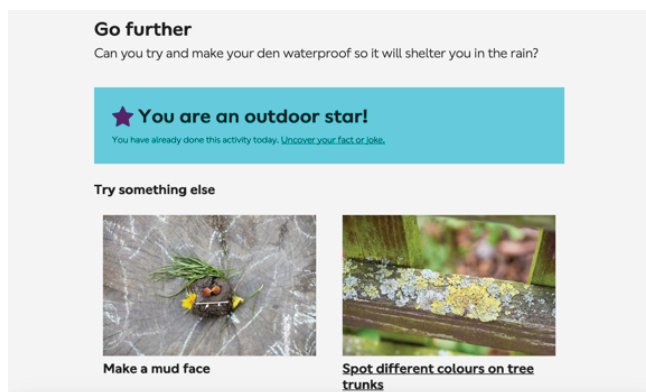 Go further
Can you try and make your den waterproof so it will shelter you in the rain?
You are an outdoor star!
You have already done this activity today. Uncover your fact or joke.
Try something else
Make a mud face
Spot different colours on tree
trunks